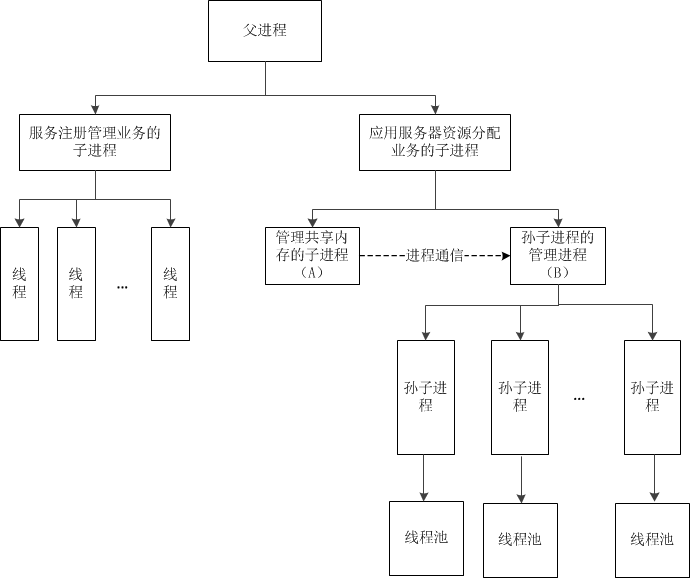 父进程
服务注册管理业务的
子进程
应用服务器资源分配
业务的子进程
线
程
线
程
...
线
程
管理共享内
存的子进程
（A）
进程通信
孙子进程的
管理进程
（B）
孙子进
程
孙子进
程
...
孙子进
程
线程池
线程池
线程池